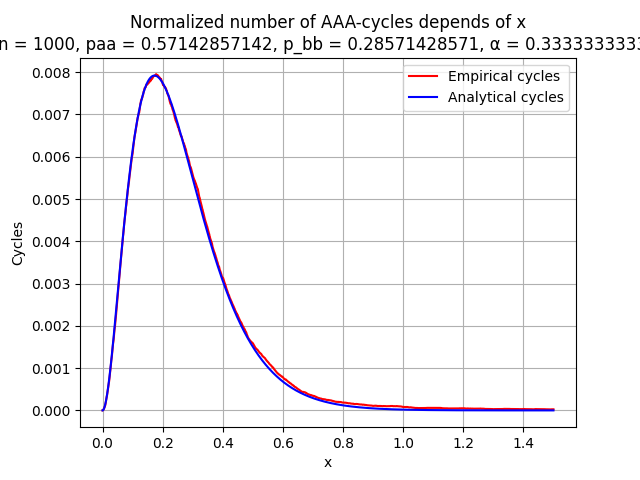 Normalized number of AAA-cycles depends of x
n = 1000, paa = 0.57142857142, p_bb = 0.28571428571, α = 0.3333333333
0.008
0.007
0.006
0.005
0.004
0.003
0.002
0.001
0.000
Cycles
Empirical cycles
Analytical cycles
0.0 0.2 0.4 0.6 0.8 1.0 1.2 1.4
x